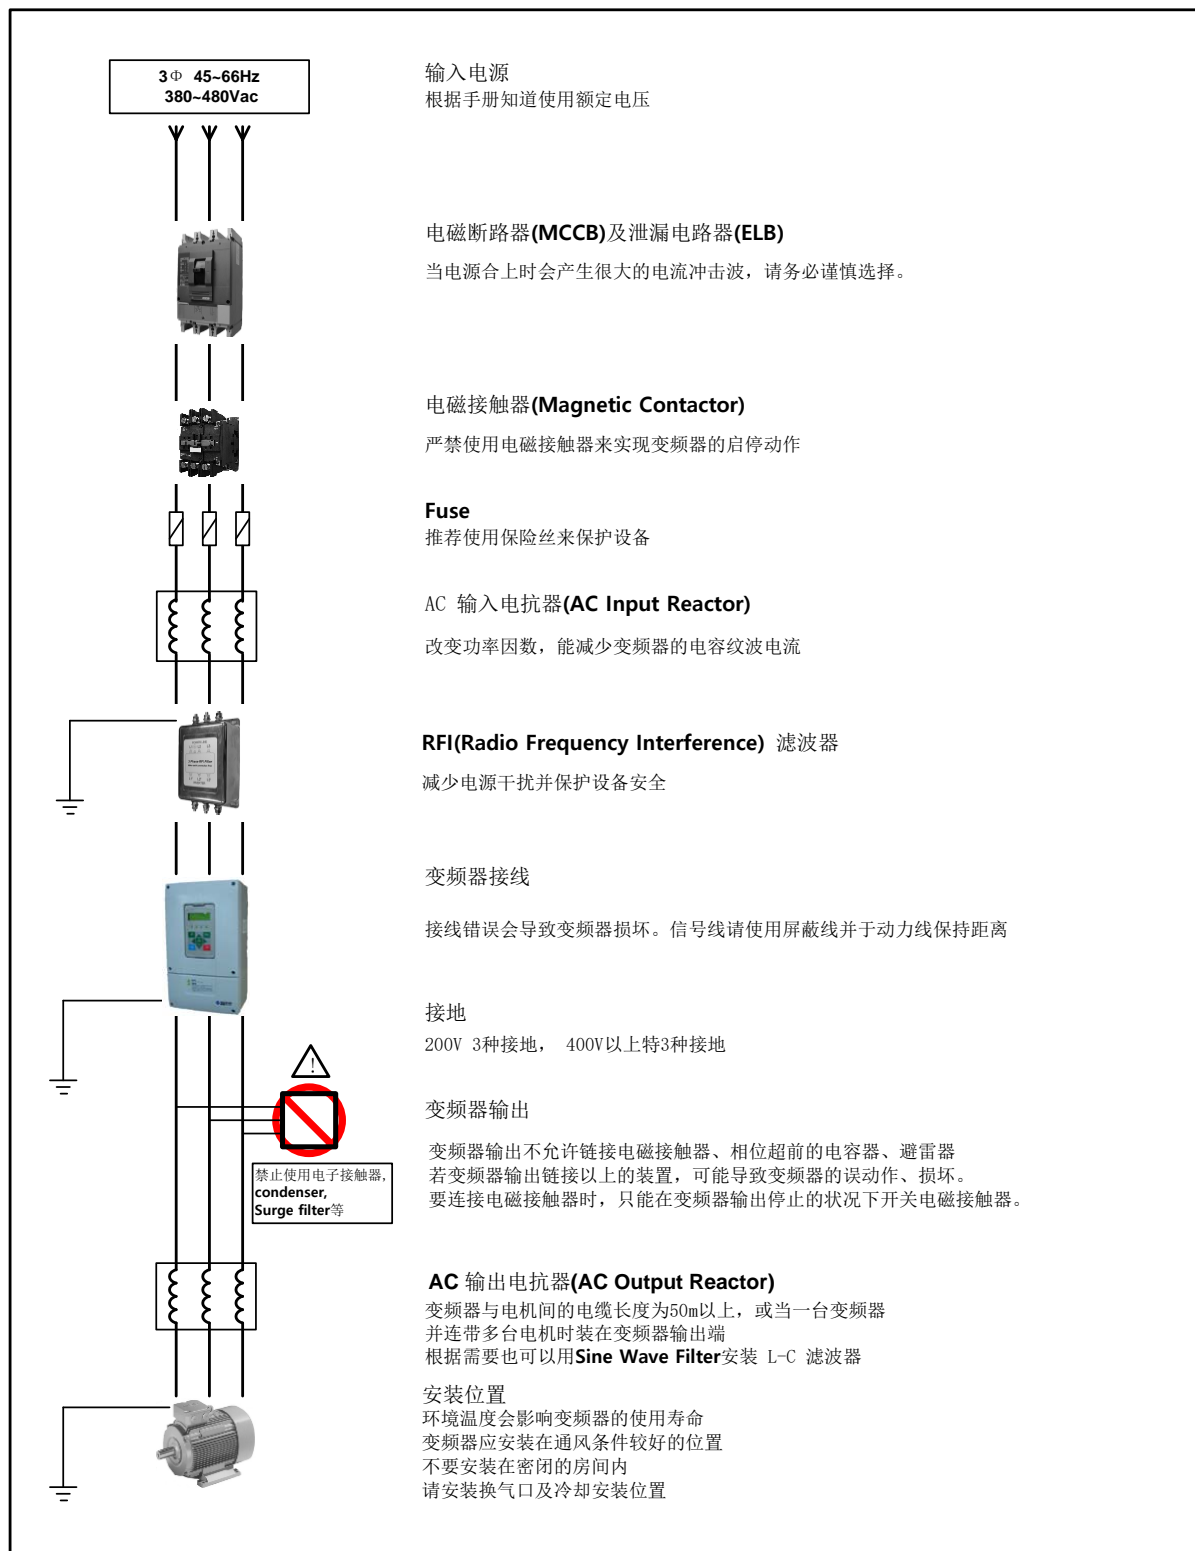 3Φ 45~66Hz
380~480Vac
输入电源
根据手册知道使用额定电压
电磁断路器(MCCB)及泄漏电路器(ELB)
当电源合上时会产生很大的电流冲击波，请务必谨慎选择。
电磁接触器(Magnetic Contactor)
严禁使用电磁接触器来实现变频器的启停动作
Fuse
推荐使用保险丝来保护设备
AC 输入电抗器(AC Input Reactor)
改变功率因数，能减少变频器的电容纹波电流
RFI(Radio Frequency Interference) 滤波器
减少电源干扰并保护设备安全
变频器接线
接线错误会导致变频器损坏。信号线请使用屏蔽线并于动力线保持距离
接地
200V 3种接地， 400V以上特3种接地
!
变频器输出
变频器输出不允许链接电磁接触器、相位超前的电容器、避雷器
若变频器输出链接以上的装置，可能导致变频器的误动作、损坏。
要连接电磁接触器时，只能在变频器输出停止的状况下开关电磁接触器。
禁止使用电子接触器,
condenser,
Surge filter等
AC 输出电抗器(AC Output Reactor)
变频器与电机间的电缆长度为50m以上，或当一台变频器
并连带多台电机时装在变频器输出端
根据需要也可以用Sine Wave Filter安装 L-C 滤波器
安装位置
环境温度会影响变频器的使用寿命
变频器应安装在通风条件较好的位置
不要安装在密闭的房间内
请安装换气口及冷却安装位置